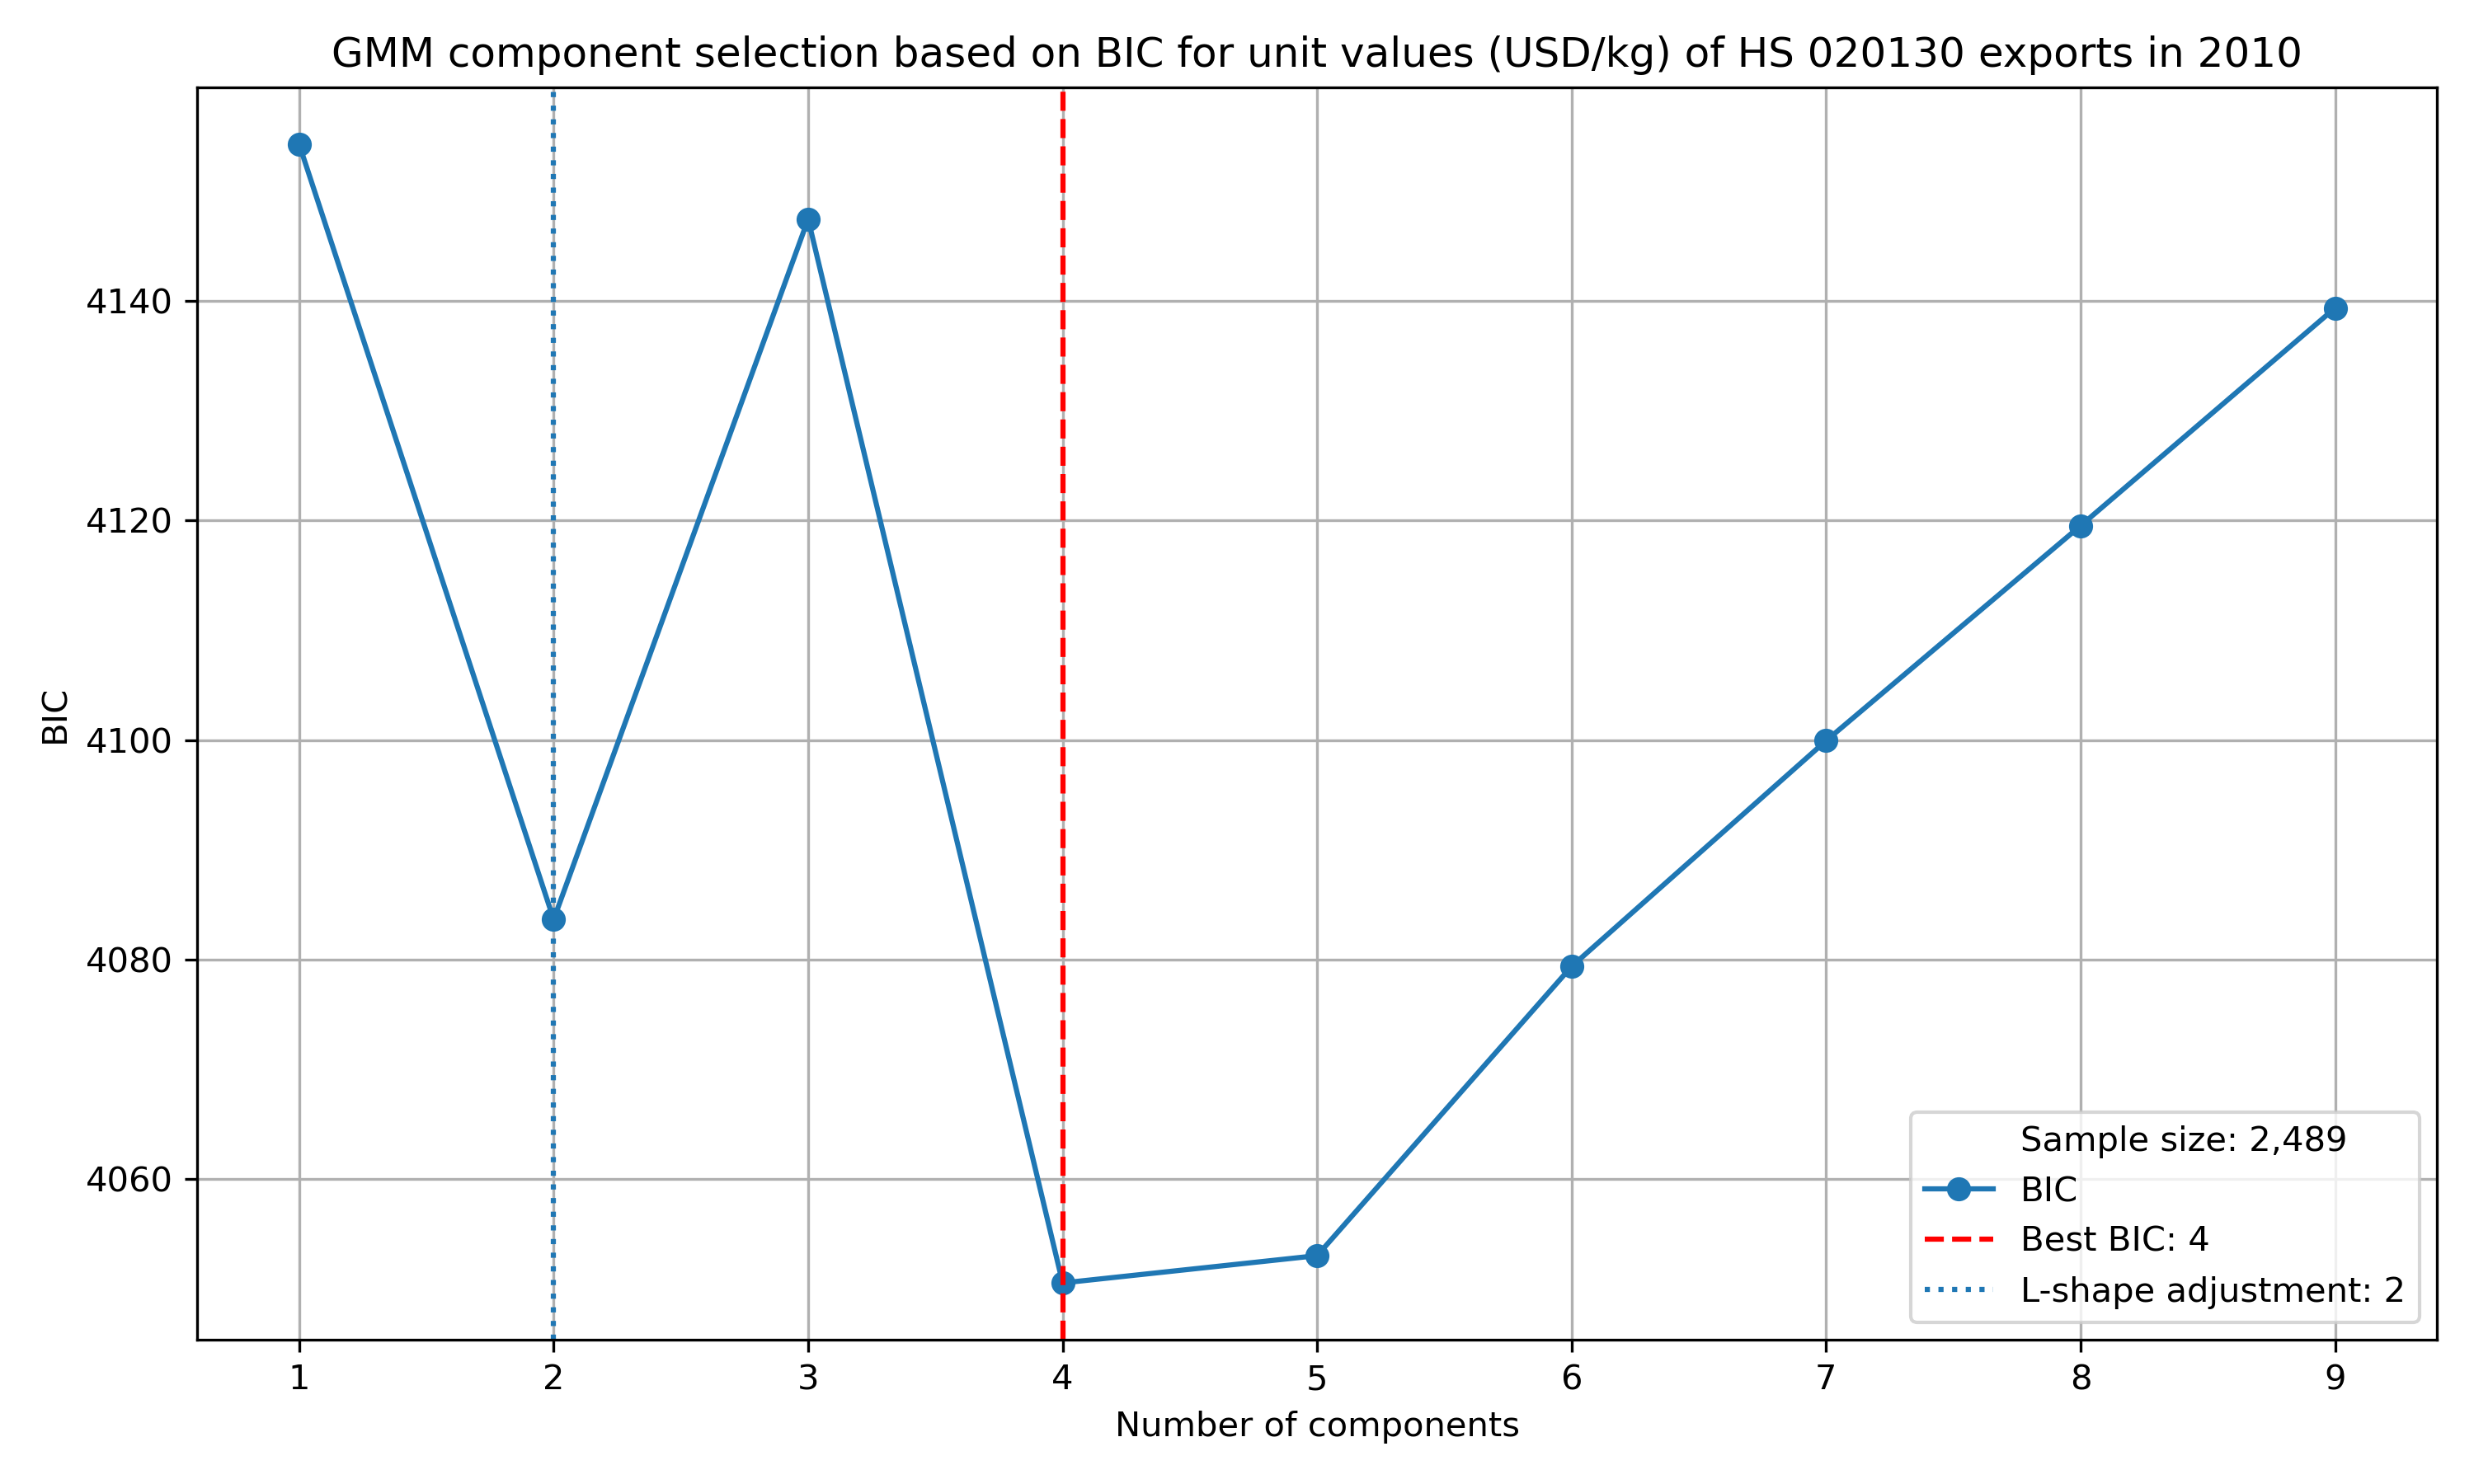 GMM component selection based on BIC for unit values (USD/kg) of HS 020130 exports in 2010
BIC
4140
4120
4100
4080
4060
Sample size: 2,489
BIC
Best BIC: 4
L-shape adjustment: 2
1 2 3 4 5 6 7 8 9
Number of components